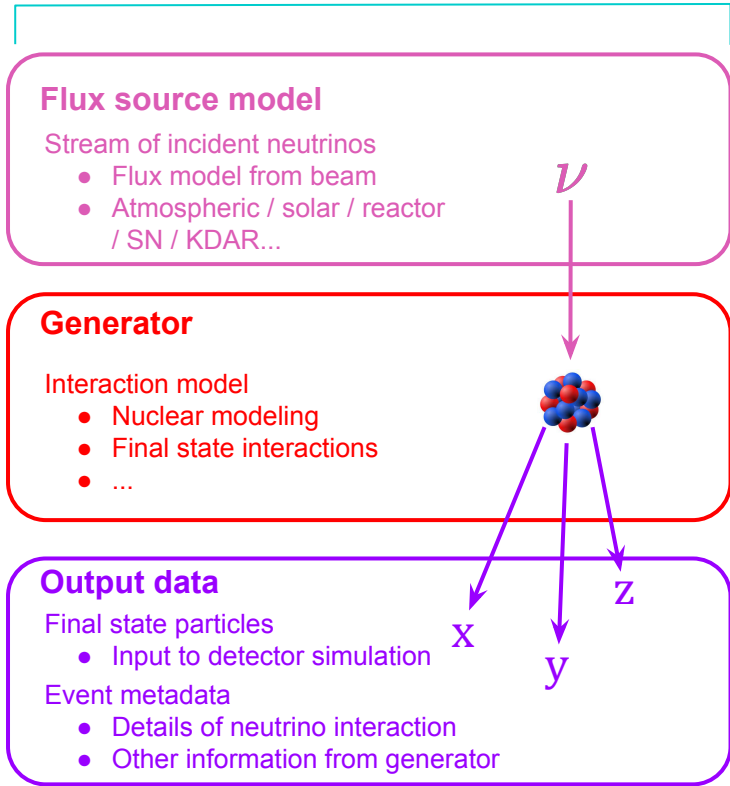 Flux source model
Stream of incident neutrinos
● Flux model from beam
● Atmospheric / solar / reactor
/ SN / KDAR...
ν
Generator
Interaction model
● Nuclear modeling
● Final state interactions
● ...
Output data
Final state particles
● Input to detector simulation
Event metadata
● Details of neutrino interaction
● Other information from generator
x
y
z